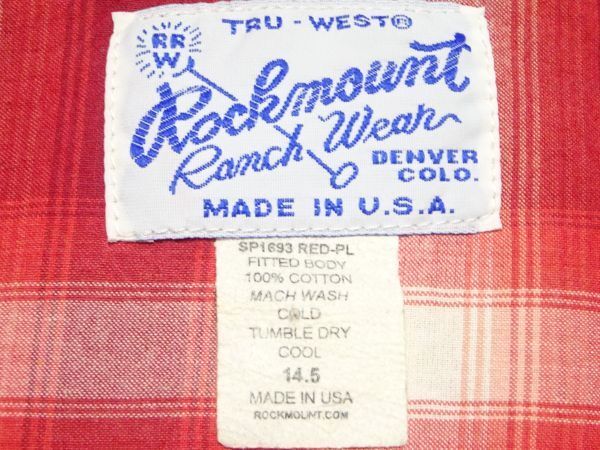 TRU - WEST®
RR
W
Rockmount
Ranch Wear
DENVER
COLO.
MADE IN U.S.A.
SP1693 RED-PL
FITTED BODY
100% COTTON
MACH WASH
COLD
TUMBLE DRY
COOL
14.5
MADE IN USA
ROCKMOUNT.COM